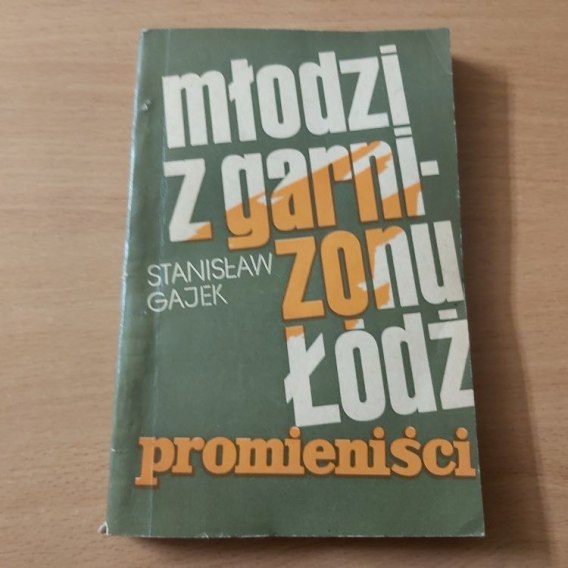 młodzi
z garni-
zonu
STANISŁAW
GAJEK
Łódź
promieniści